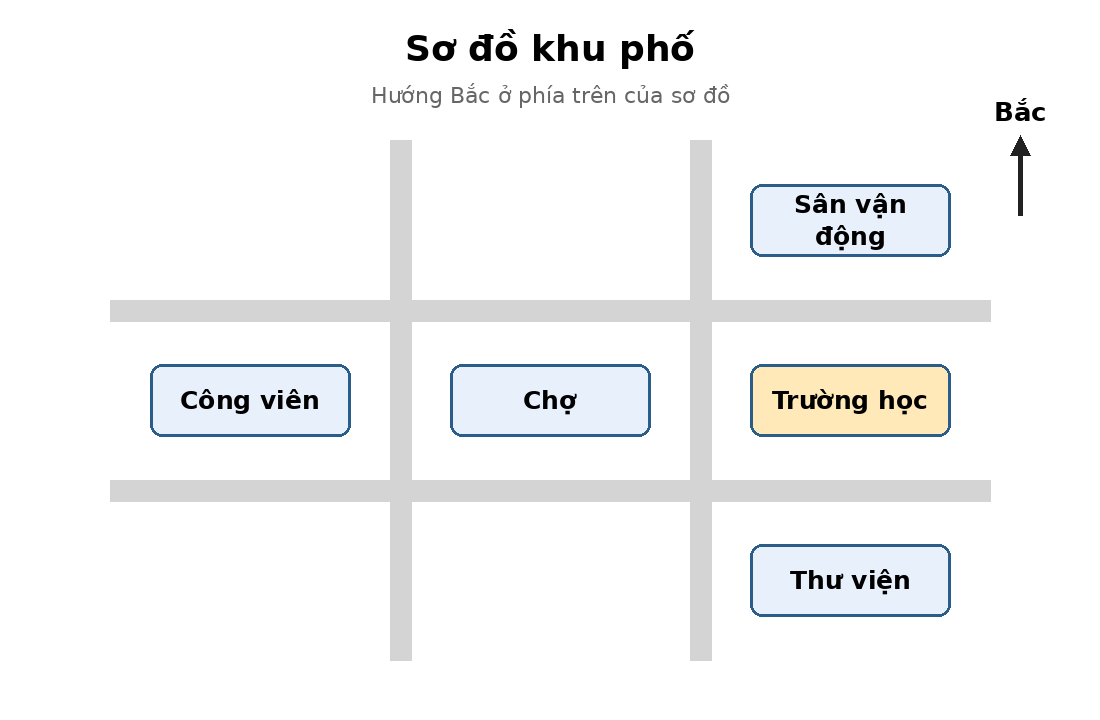 Sơ đồ khu phố
Hướng Bắc ở phía trên của sơ đồ
Bắc
Sân vận
động
Công viên
Chợ
Trường học
Thư viện